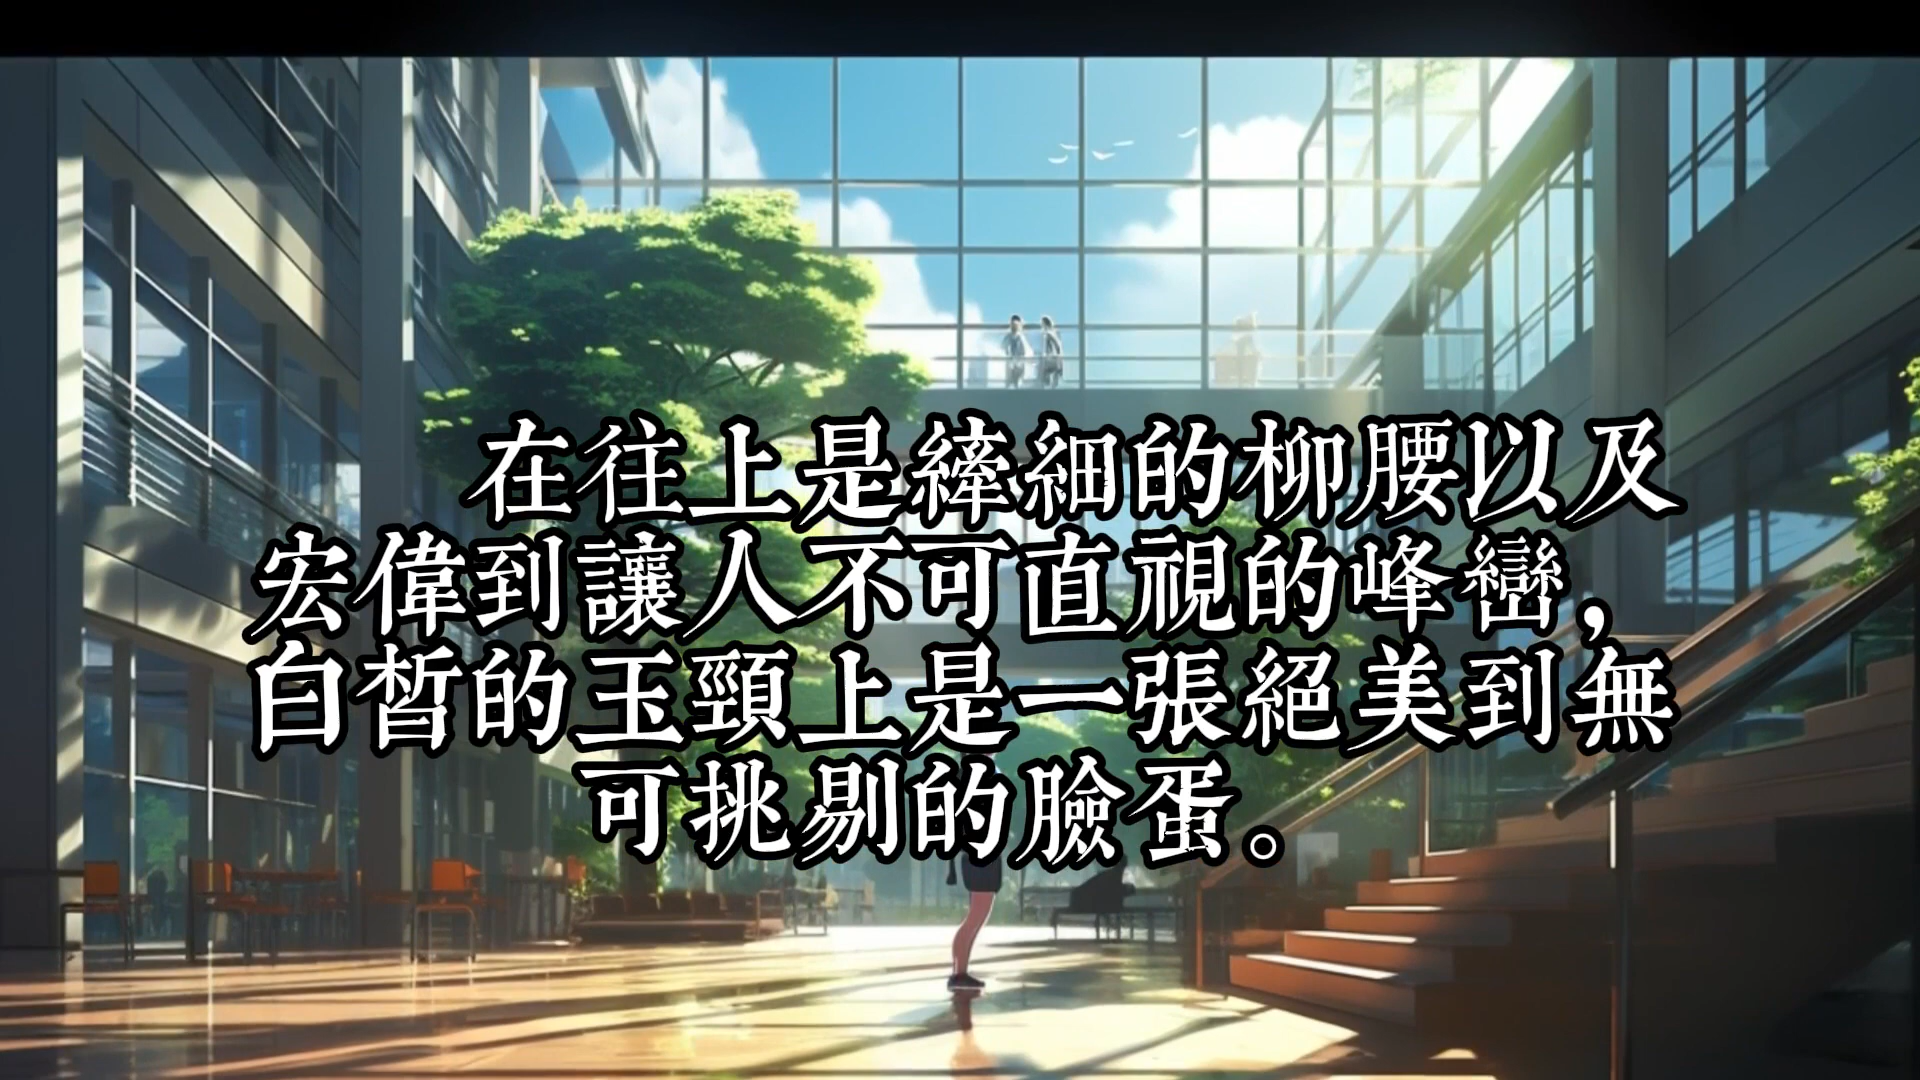 在往上是縴細的柳腰以及
宏偉到讓人不可直視的峰巒，
白皙的玉頸上是一張絕美到無
可挑剔的臉蛋。